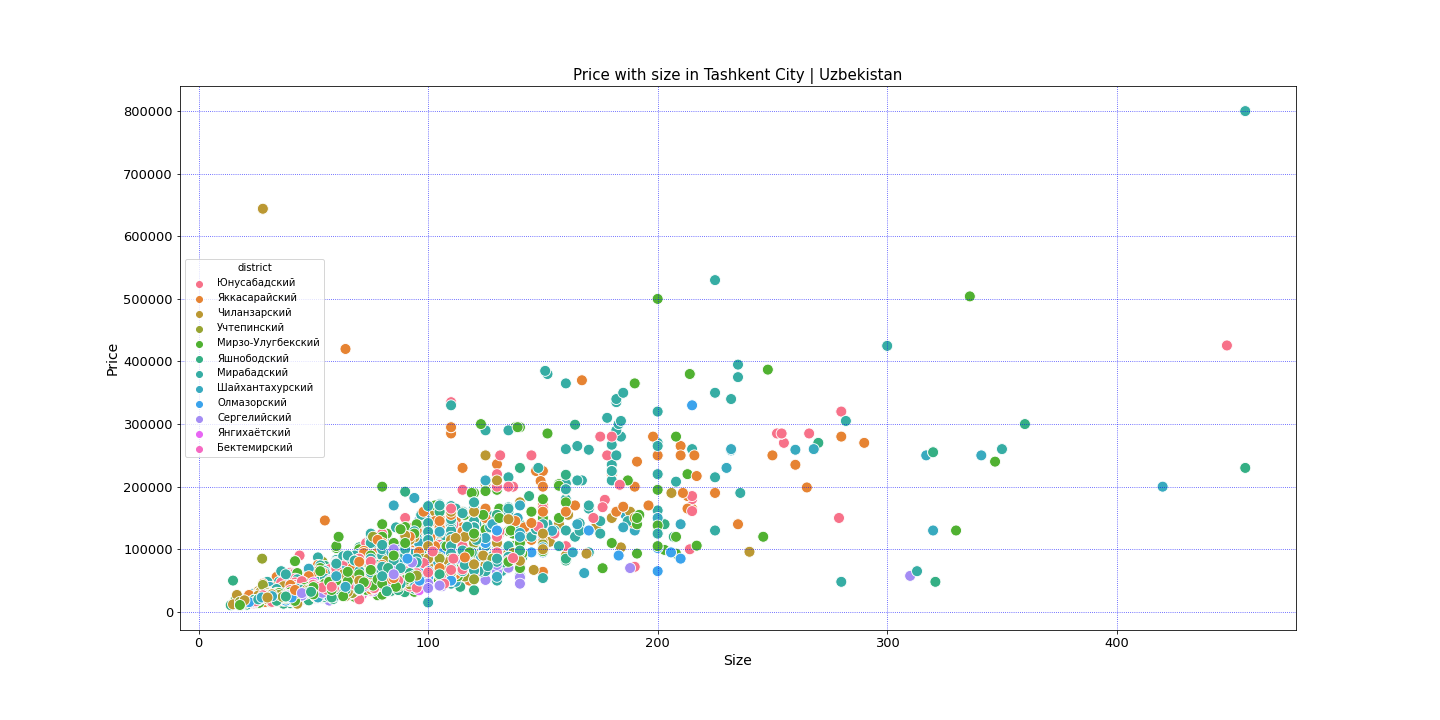 Price with size in Tashkent City | Uzbekistan
800000
700000
600000
500000
400000
300000
200000
100000
0
Price
district
Юнусабадский
Яккасарайский
Чиланзарский
Учтепинский
Мирзо-Улугбекский
Яшнободский
Мирабадский
Шайхантахурский
Олмазорский
Сергелийский
Янгихаётский
Бектемирский
0 100 200 300 400
Size